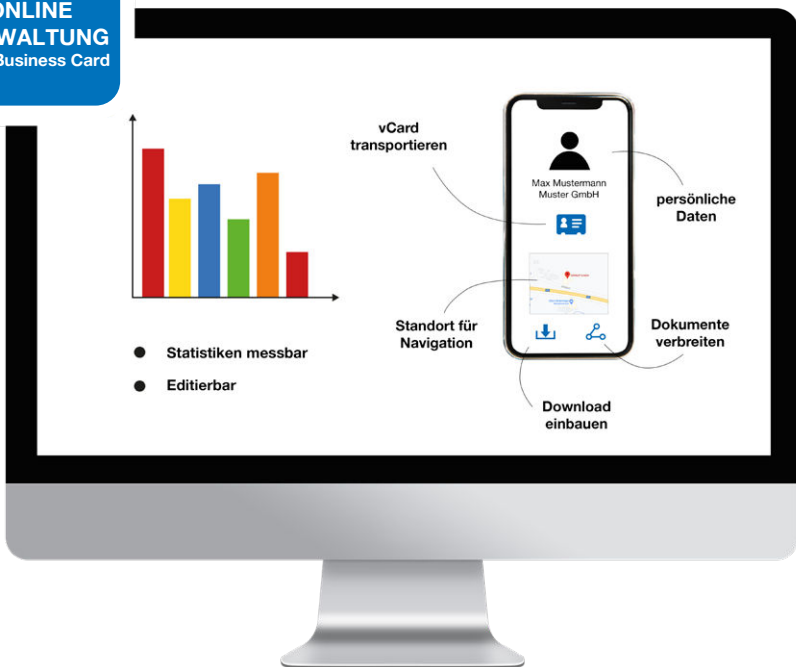 ONLINE
WALTUNG
Business Card
vCard
transportieren
Max Mustermann
Muster GmbH
persönliche
Daten
Standort für
Navigation
Dokumente
verbreiten
Download
einbauen
Statistiken messbar
Editierbar